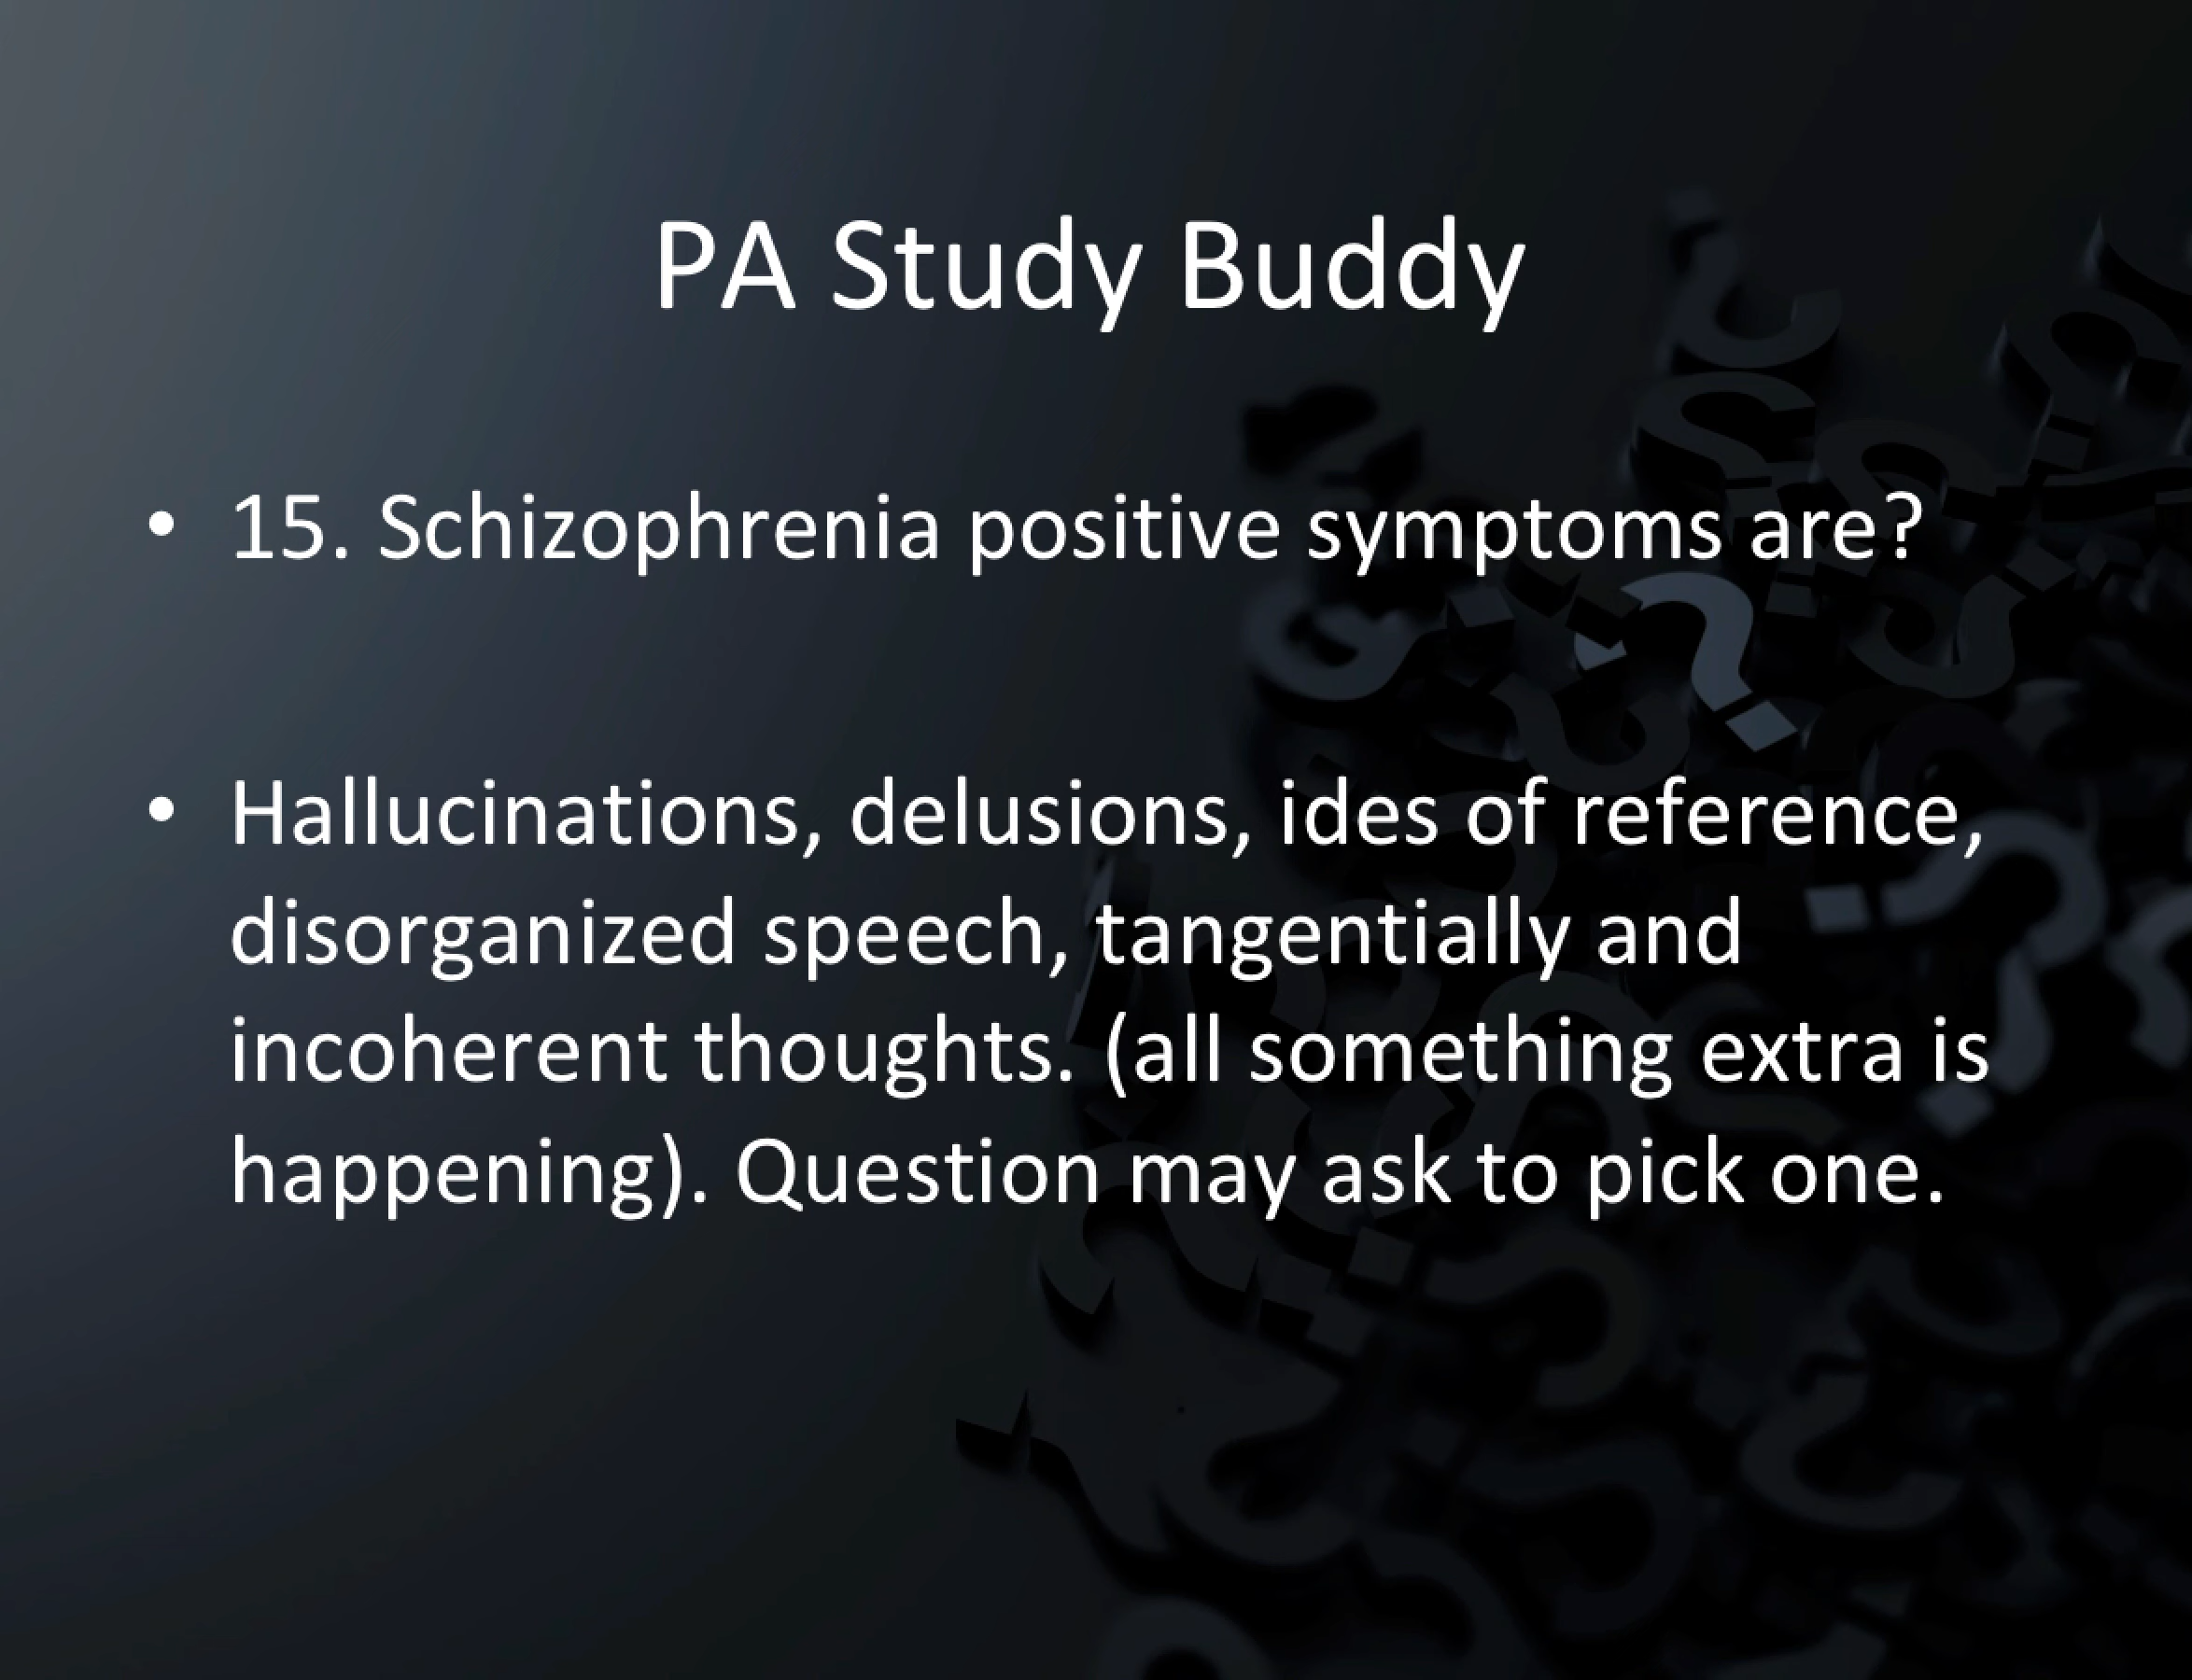 PA Study Buddy
• 15. Schizophrenia positive symptoms are?
• Hallucinations, delusions, ides of reference,
disorganized speech, tangentially and
incoherent thoughts. (all something extra is
happening). Question may ask to pick one.